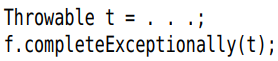 Throwable t = . . .;
f.completeExceptionally(t);